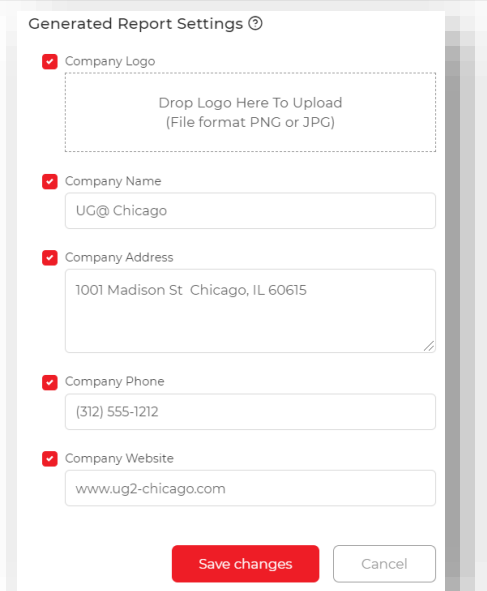 Generated Report Settings ?
Company Logo
Drop Logo Here To Upload
(File format PNG or JPG)
Company Name
UG@ Chicago
Company Address
1001 Madison St  Chicago, IL 60615
Company Phone
(312) 555-1212
Company Website
www.ug2-chicago.com
Save changes
Cancel